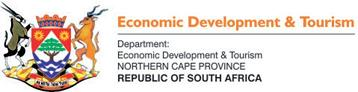 Economic Development & Tourism
Department:
Economic Development & Tourism
NORTHERN CAPE PROVINCE
REPUBLIC OF SOUTH AFRICA